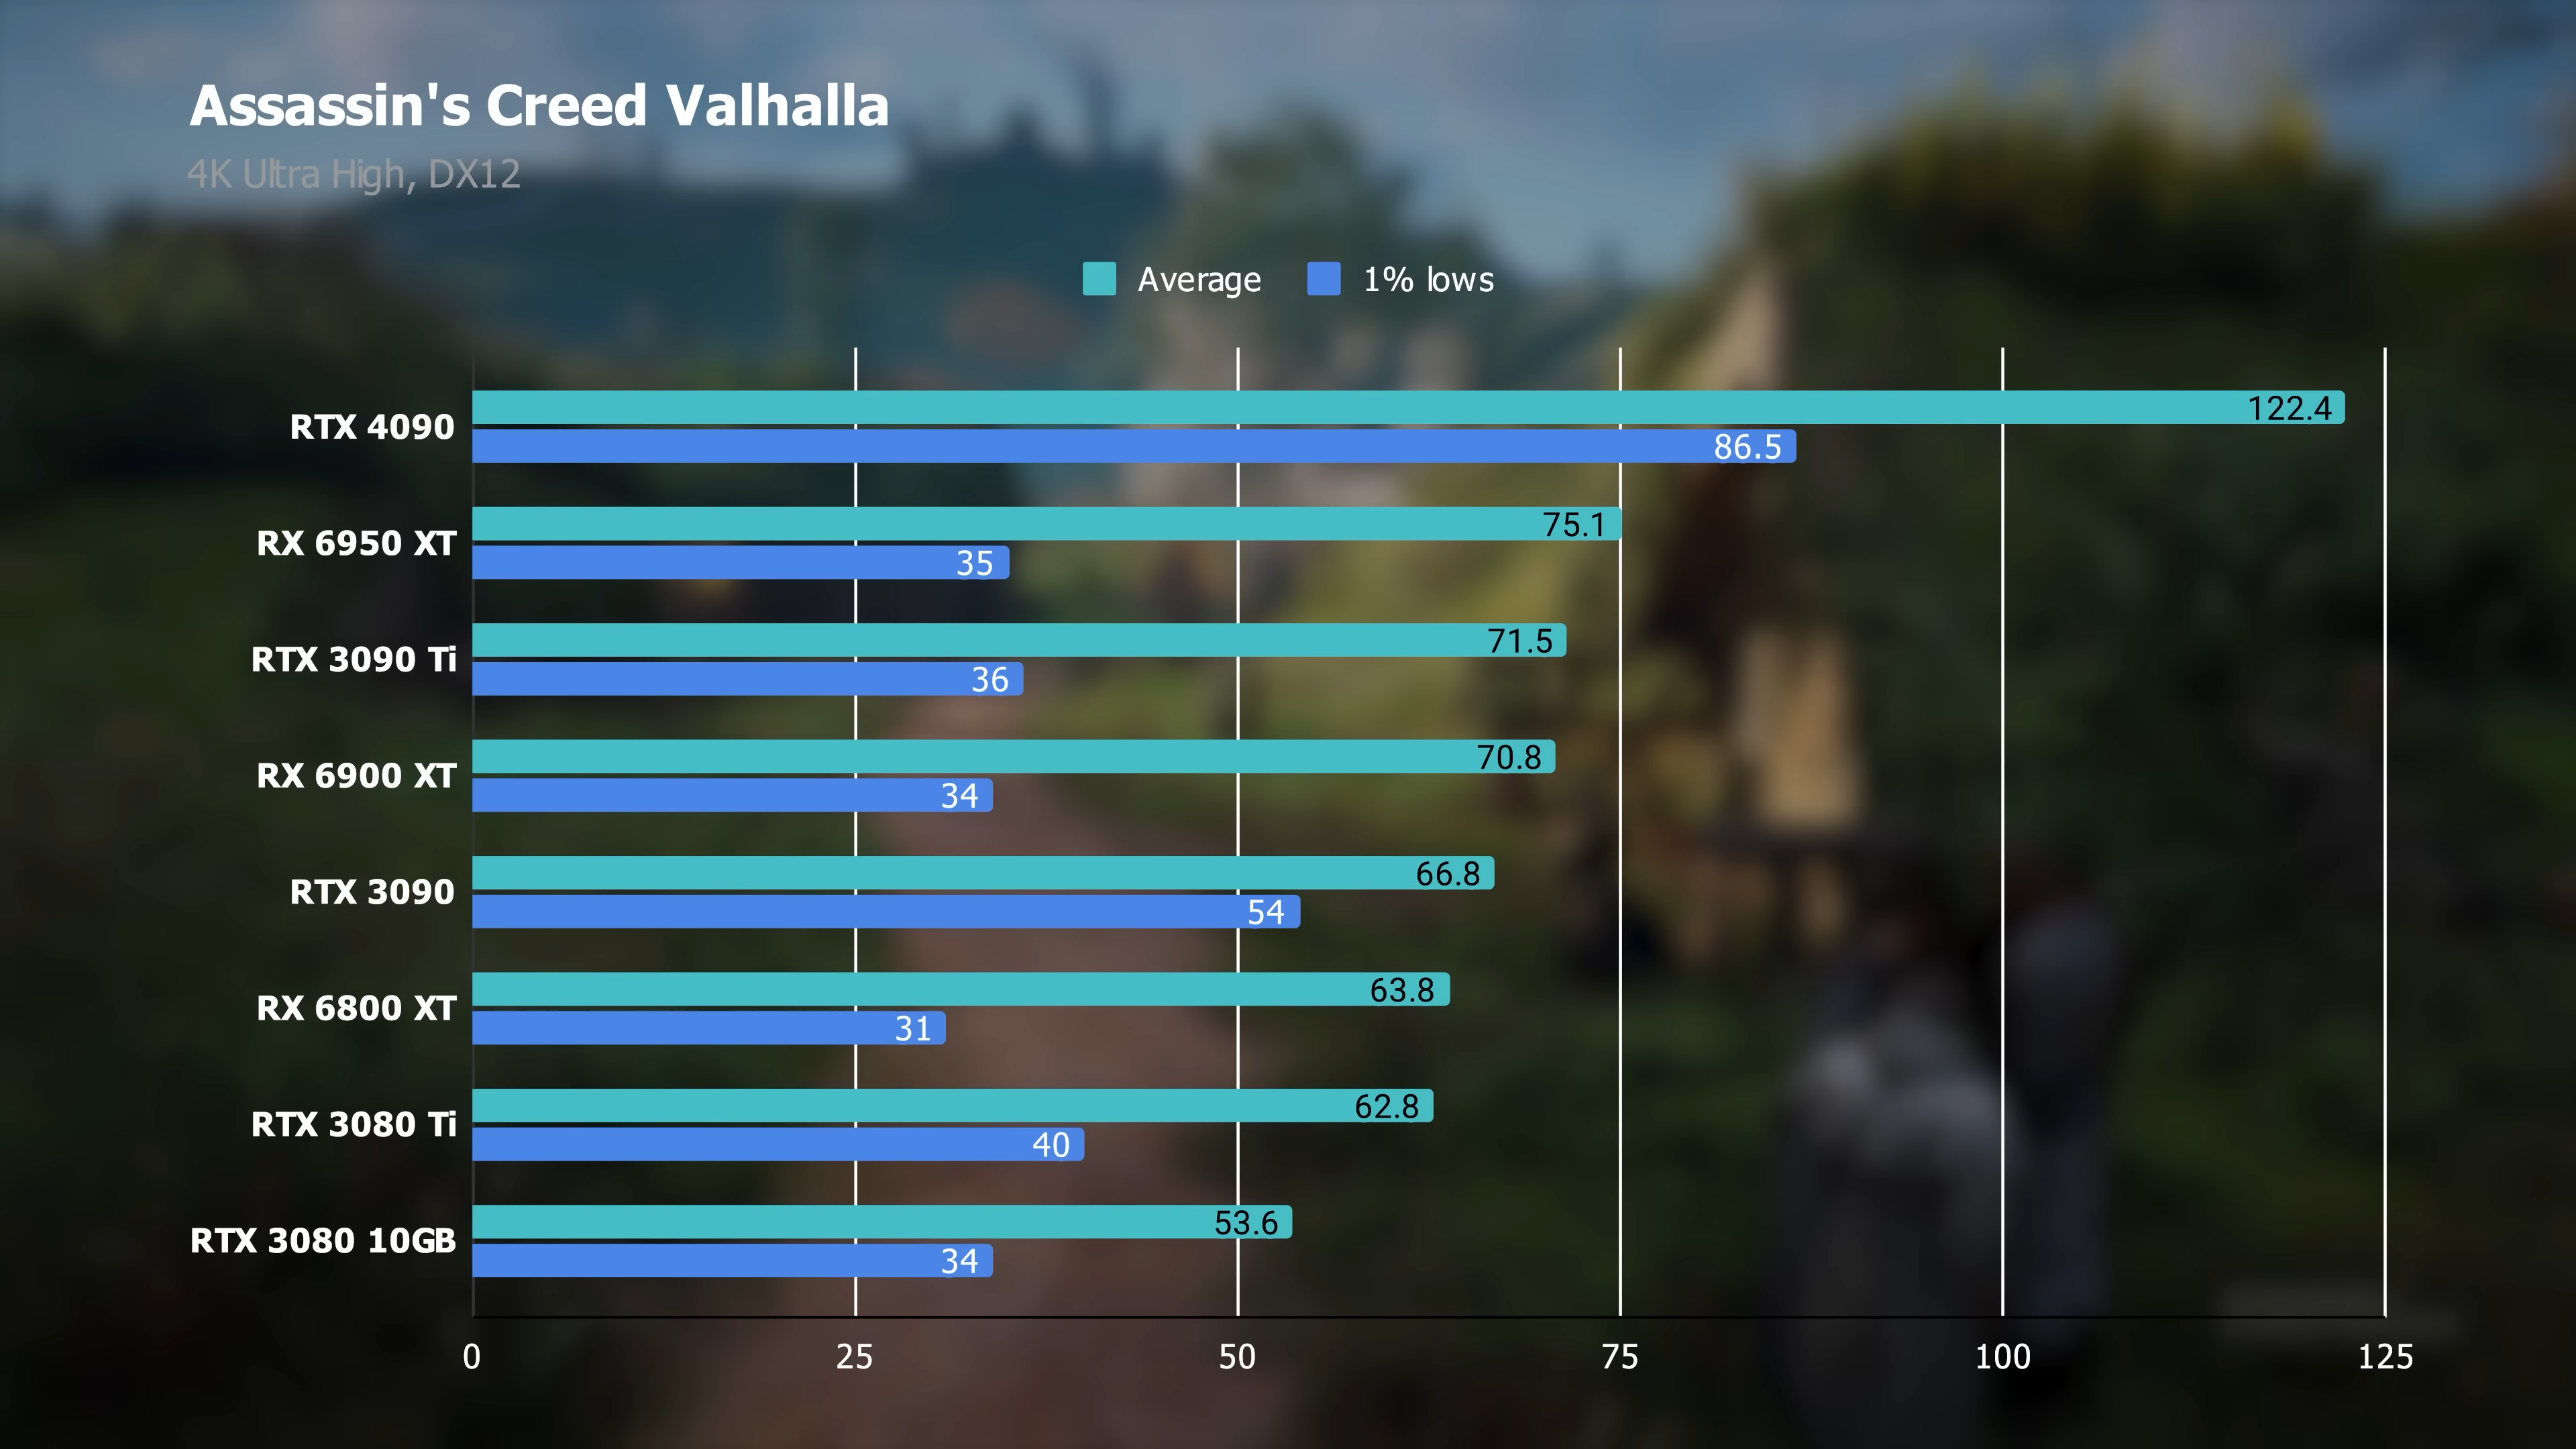 Assassin's Creed Valhalla
4K Ultra High, DX12
Average 1% lows
RTX 4090 122.4
86.5
RX 6950 XT 75.1
35
RTX 3090 Ti 71.5
36
RX 6900 XT 70.8
34
RTX 3090 66.8
54
RX 6800 XT 63.8
31
RTX 3080 Ti 62.8
40
RTX 3080 10GB 53.6
34
0 25 50 75 100 125